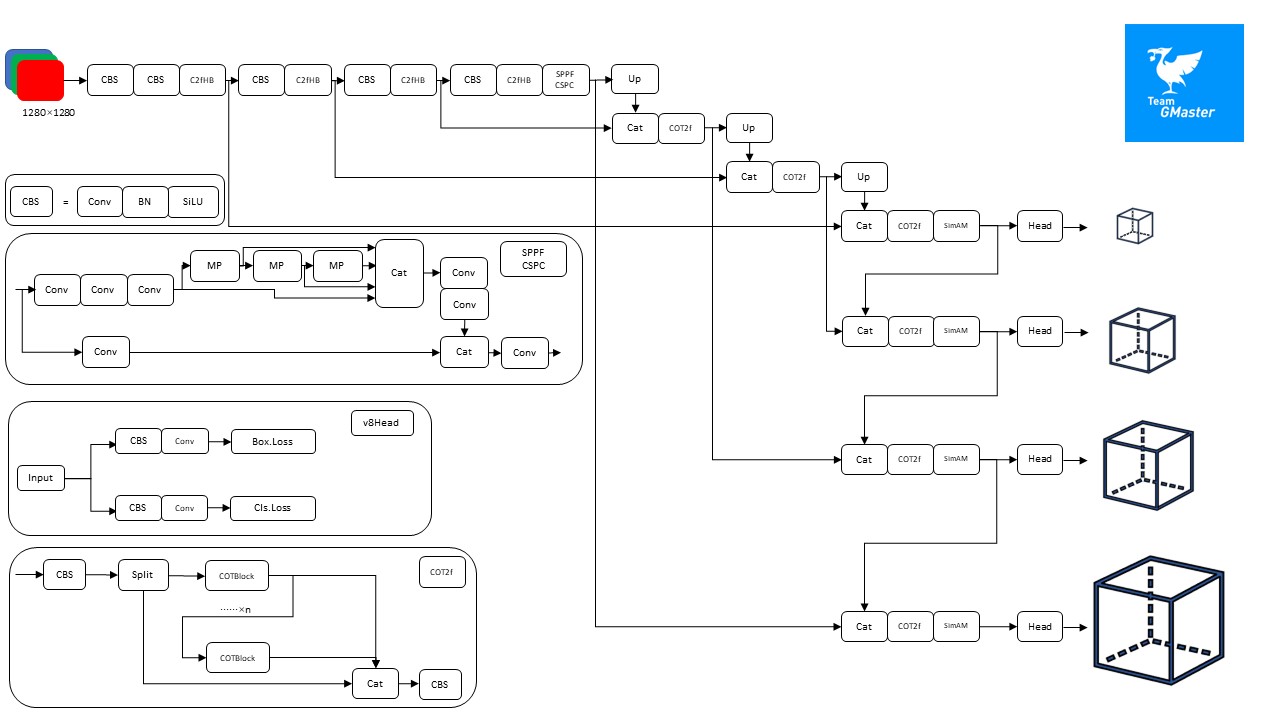 CBS CBS C2fHB CBS C2fHB CBS C2fHB CBS C2fHB SPPF CSPC Up
1280×1280
Cat COT2f Up
Team
GMaster
Cat COT2f Up
CBS = Conv BN SiLU
Cat COT2f SimAM Head
SPPF
CSPC
MP MP MP Cat Conv
Conv Conv Conv
Conv
Conv Cat Conv
Cat COT2f SimAM Head
v8Head
CBS Conv Box.Loss
Input
CBS Conv Cls.Loss
Cat COT2f SimAM Head
COT2f
CBS Split COTBlock
……×n
COTBlock
Cat CBS
Cat COT2f SimAM Head